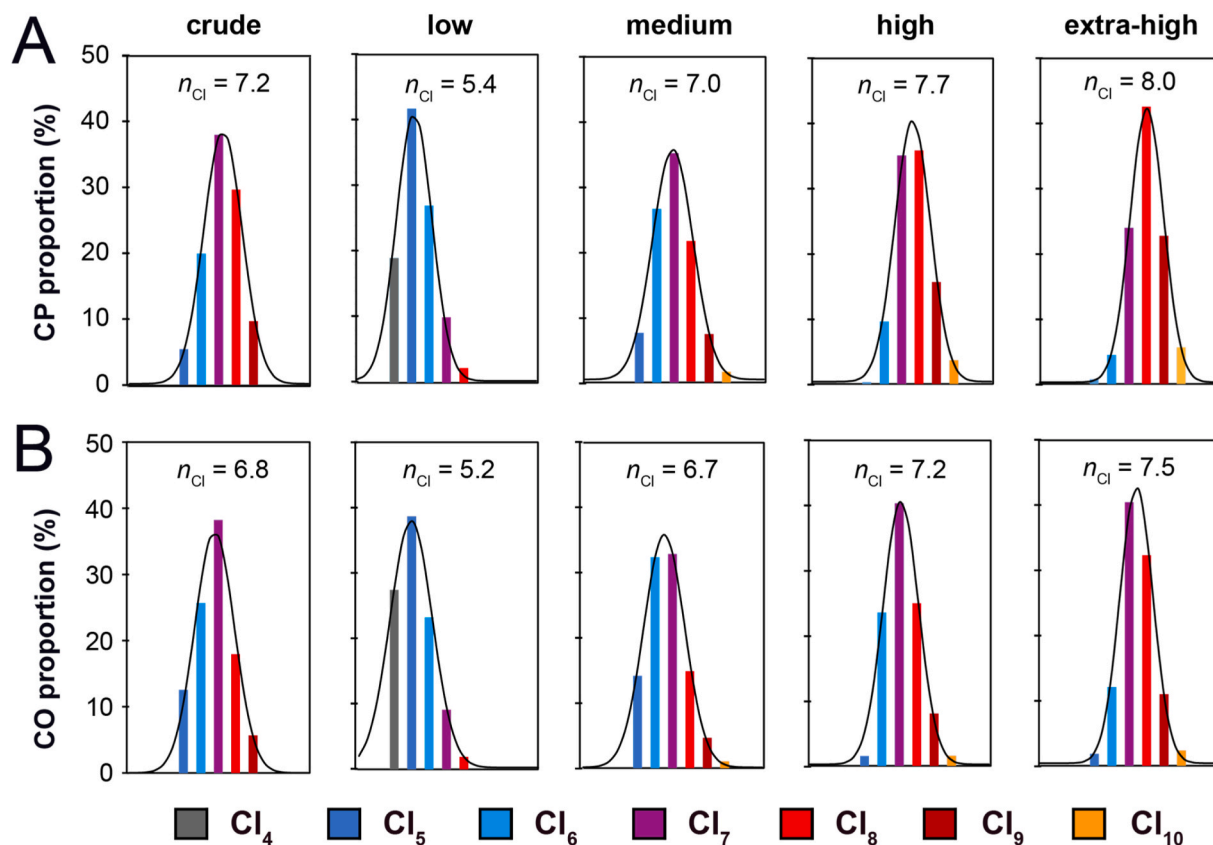 A
crude low medium high extra-high
CP proportion (%)
50
40
30
20
10
0
nCl = 7.2 nCl = 5.4 nCl = 7.0 nCl = 7.7 nCl = 8.0
B
CO proportion (%)
50
40
30
20
10
0
nCl = 6.8 nCl = 5.2 nCl = 6.7 nCl = 7.2 nCl = 7.5
Cl4 Cl5 Cl6 Cl7 Cl8 Cl9 Cl10